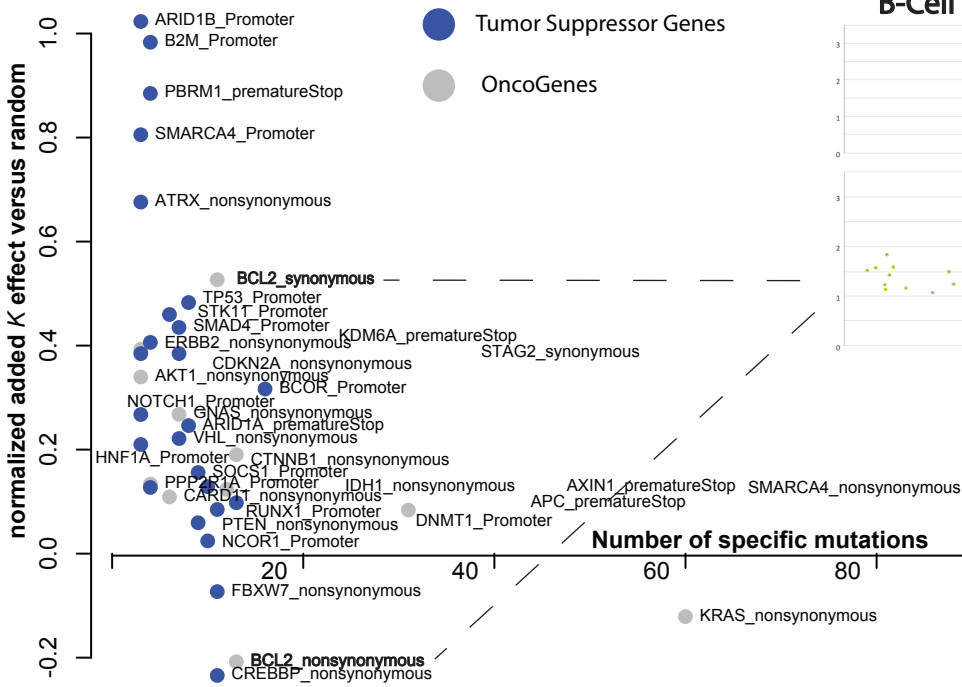 B-Cell
ARID1B_Promoter
Tumor Suppressor Genes
B2M_Promoter
OncoGenes
PBRM1_prematureStop
SMARCA4_Promoter
ATRX_nonsynonymous
BCL2_synonymous
TP53_Promoter
STK11_Promoter
SMAD4_Promoter
KDM6A_prematureStop
ERBB2_nonsynonymous
STAG2_synonymous
CDKN2A_nonsynonymous
AKT1_nonsynonymous
BCOR_Promoter
NOTCH1_Promoter
GNAS_nonsynonymous
ARID1A_prematureStop
VHL_nonsynonymous
HNF1A_Promoter
CTNNB1_nonsynonymous
SOCS1_Promoter
PPP2R1A_Promoter
IDH1_nonsynonymous
AXIN1_prematureStop
SMARCA4_nonsynonymous
CARD11_nonsynonymous
APC_prematureStop
RUNX1_Promoter
DNMT1_Promoter
PTEN_nonsynonymous
NCOR1_Promoter
Number of specific mutations
20 40 60 80
FBXW7_nonsynonymous
KRAS_nonsynonymous
BCL2_nonsynonymous
CREBBP_nonsynonymous
normalized added K effect versus random
1.0
0.8
0.6
0.4
0.2
0.0
-0.2
3
2
1
0
3
2
1
0